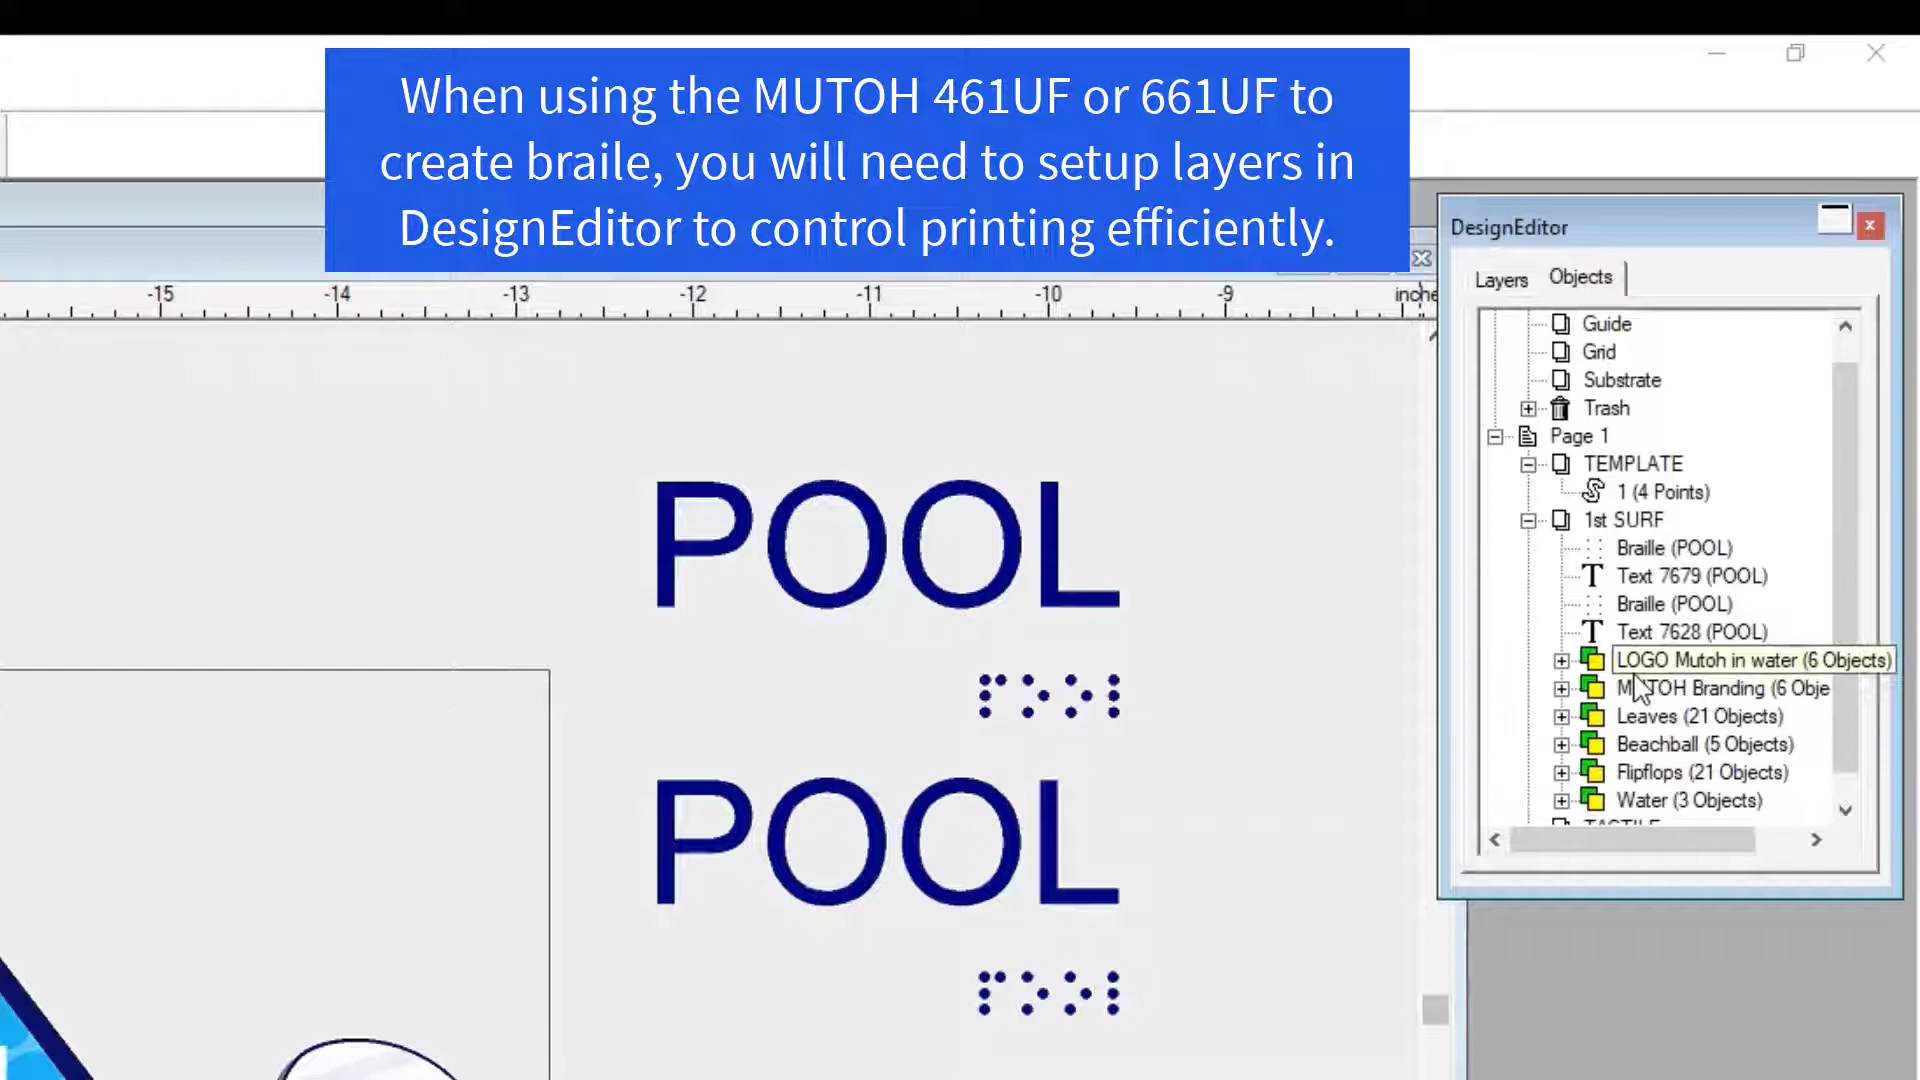 When using the MUTOH 461UF or 661UF to
create braile, you will need to setup layers in
DesignEditor to control printing efficiently.
DesignEditor
Layers Objects
-15 -14 -13 -12 -11 -10 -9 inche
Guide
Grid
Substrate
Trash
Page 1
TEMPLATE
1 (4 Points)
1st SURF
Braille (POOL)
Text 7679 (POOL)
Braille (POOL)
Text 7628 (POOL)
LOGO Mutoh in water (6 Objects)
MUTOH Branding (6 Obje
Leaves (21 Objects)
Beachball (5 Objects)
Flipflops (21 Objects)
Water (3 Objects)
TACTILE
POOL
⠏⠕⠕⠇
POOL
⠏⠕⠕⠇